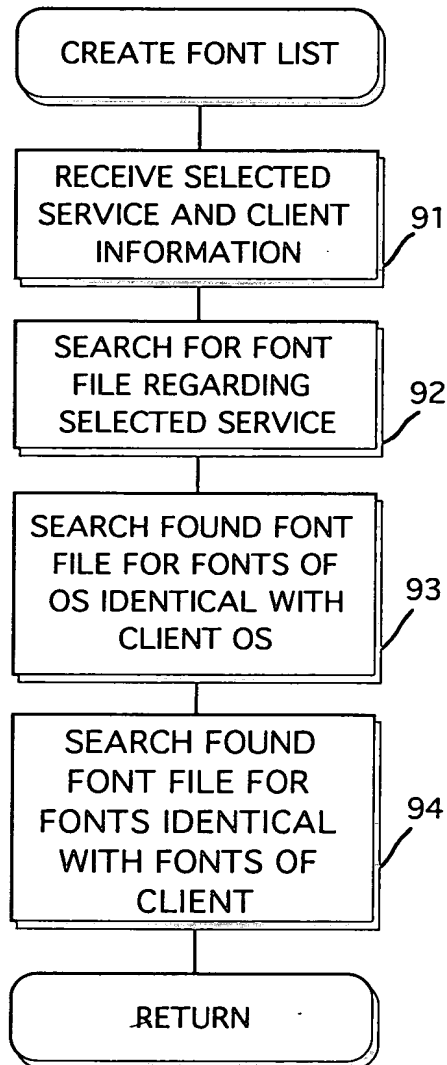 CREATE FONT LIST
RECEIVE SELECTED
SERVICE AND CLIENT
INFORMATION
91
SEARCH FOR FONT
FILE REGARDING
SELECTED SERVICE
92
SEARCH FOUND FONT
FILE FOR FONTS OF
OS IDENTICAL WITH
CLIENT OS
93
SEARCH FOUND
FONT FILE FOR
FONTS IDENTICAL
WITH FONTS OF
CLIENT
94
RETURN